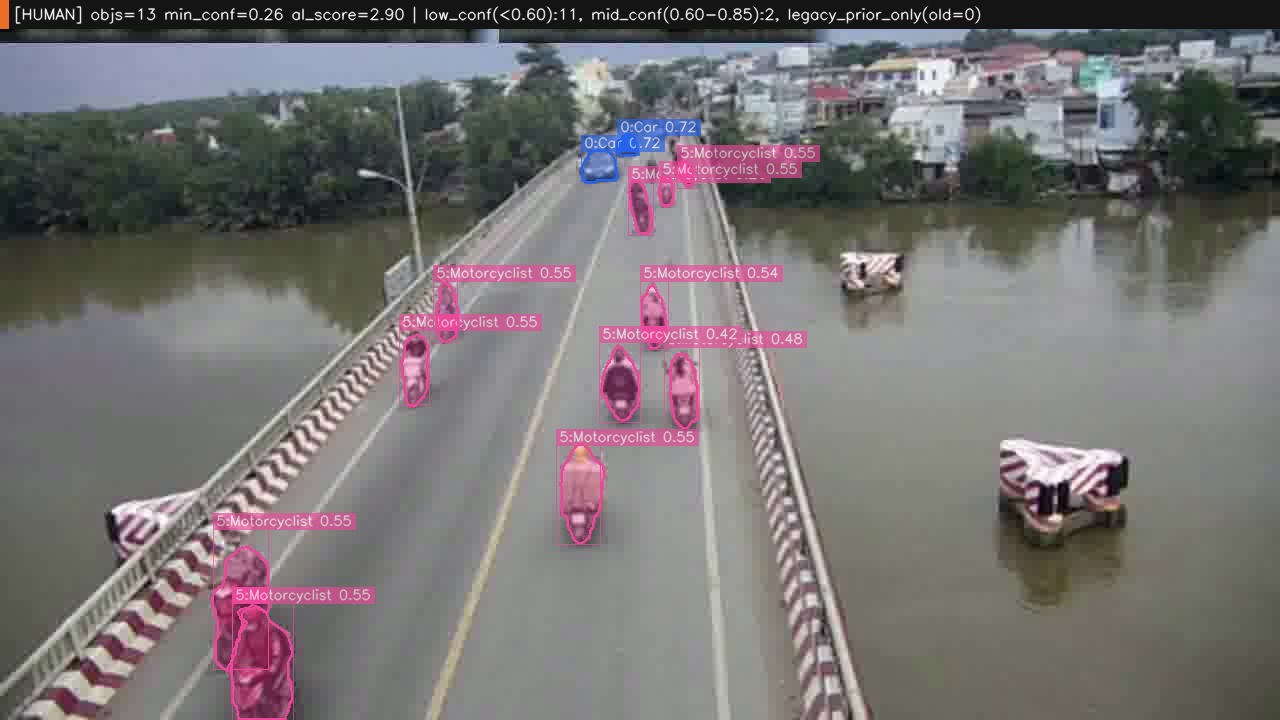 [HUMAN] objs=13 min_conf=0.26 al_score=2.90 | low_conf(<0.60):11, mid_conf(0.60-0.85):2, legacy_prior_only(old=0)
0:Car 0.72
0:Car 0.72
5:Motorcyclist 0.55
5:Motorcyclist 0.55
5:Motorcyclist 0.55
5:Motorcyclist 0.54
5:Motorcyclist 0.55
5:Motorcyclist 0.42
0.48
5:Motorcyclist 0.55
5:Motorcyclist 0.55
5:Motorcyclist 0.55